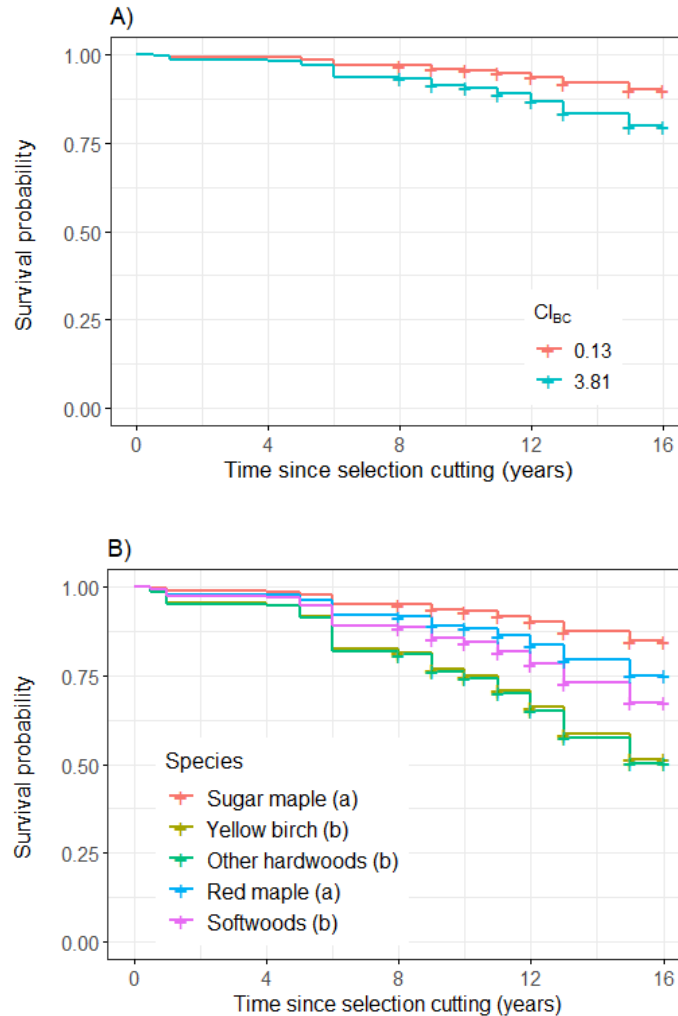 A)
Survival probability
1.00
0.75
0.50
0.25
0.00
CI_BC
0.13
3.81
0 4 8 12 16
Time since selection cutting (years)
B)
Survival probability
1.00
0.75
0.50
0.25
0.00
Species
Sugar maple (a)
Yellow birch (b)
Other hardwoods (b)
Red maple (a)
Softwoods (b)
0 4 8 12 16
Time since selection cutting (years)